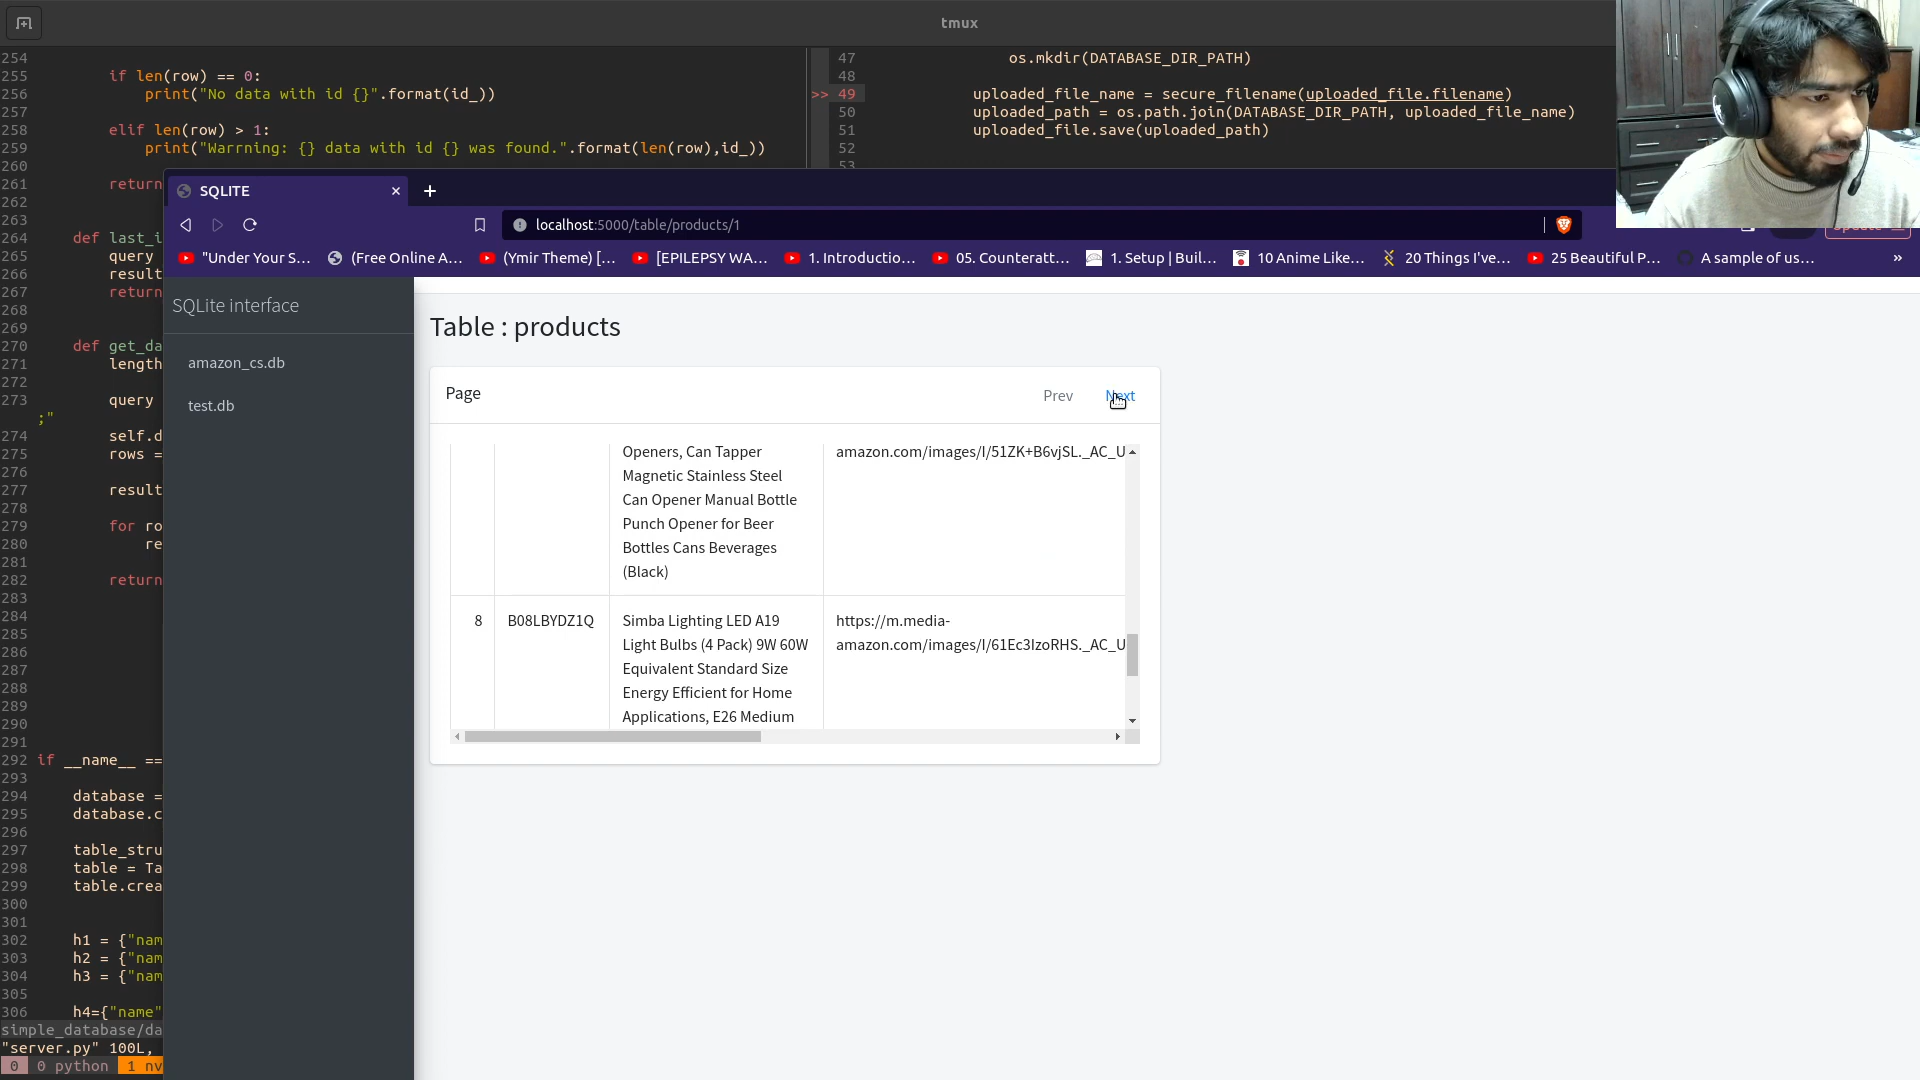 tmux
254
255 if len(row) == 0:
256 print("No data with id {}".format(id_))
257
258 elif len(row) > 1:
259 print("Warrning: {} data with id {} was found.".format(len(row),id_))
260
261 return
262
263
264 def last_i
265 query
266 result
267 return
268
269
270 def get_da
271 length
272
273 query
;"
274 self.d
275 rows =
276
277 result
278
279 for ro
280 re
281
282 return
283
284
285
286
287
288
289
290
291
292 if __name__ ==
293
294 database =
295 database.c
296
297 table_stru
298 table = Ta
299 table.crea
300
301
302 h1 = {"nam
303 h2 = {"nam
304 h3 = {"nam
305
306 h4={"name"
simple_database/da
"server.py" 100L,
0 0 python 1 nv
47 os.mkdir(DATABASE_DIR_PATH)
48
>> 49 uploaded_file_name = secure_filename(uploaded_file.filename)
50 uploaded_path = os.path.join(DATABASE_DIR_PATH, uploaded_file_name)
51 uploaded_file.save(uploaded_path)
52
53
SQLITE
localhost:5000/table/products/1
"Under Your S... (Free Online A... (Ymir Theme) [... [EPILEPSY WA... 1. Introductio... 05. Counteratt... 1. Setup | Buil... 10 Anime Like... 20 Things I've... 25 Beautiful P... A sample of us... »
SQLite interface
amazon_cs.db
test.db
Table : products
Page Prev Next
Openers, Can Tapper
Magnetic Stainless Steel
Can Opener Manual Bottle
Punch Opener for Beer
Bottles Cans Beverages
(Black)
amazon.com/images/I/51ZK+B6vjSL._AC_U
8 B08LBYDZ1Q
Simba Lighting LED A19
Light Bulbs (4 Pack) 9W 60W
Equivalent Standard Size
Energy Efficient for Home
Applications, E26 Medium
https://m.media-
amazon.com/images/I/61Ec3IzoRHS._AC_U